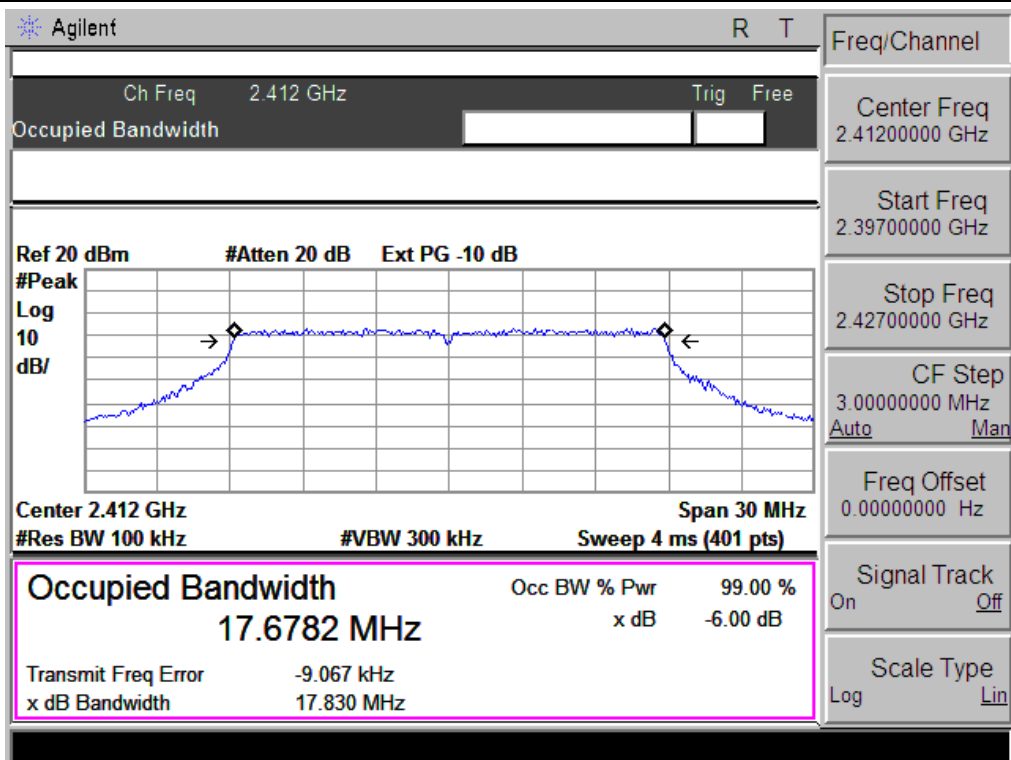 Agilent R T
Ch Freq 2.412 GHz Trig Free
Occupied Bandwidth
Ref 20 dBm #Atten 20 dB Ext PG -10 dB
#Peak
Log
10
dB/
Center 2.412 GHz Span 30 MHz
#Res BW 100 kHz #VBW 300 kHz Sweep 4 ms (401 pts)
Occupied Bandwidth Occ BW % Pwr 99.00 %
17.6782 MHz x dB -6.00 dB
Transmit Freq Error -9.067 kHz
x dB Bandwidth 17.830 MHz
Freq/Channel
Center Freq
2.41200000 GHz
Start Freq
2.39700000 GHz
Stop Freq
2.42700000 GHz
CF Step
3.00000000 MHz
Auto Man
Freq Offset
0.00000000 Hz
Signal Track
On Off
Scale Type
Log Lin